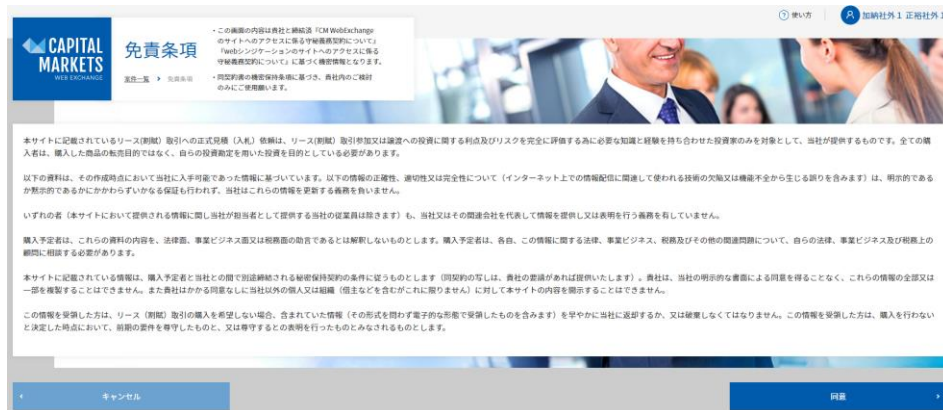 使い方
加納社外1 正裕社外1
CAPITAL
MARKETS
WEB EXCHANGE
免責条項
案件一覧 > 免責条項
・この画面の内容は貴社と締結済『CM WebExchange
のサイトへのアクセスに係る守秘義務契約について』
『webシンジケーションのサイトへのアクセスに係る
守秘義務契約について』に基づく機密情報となります。
・同契約書の機密保持条項に基づき、貴社内のご検討
のみにご使用願います。
本サイトに記載されているリース(割賦）取引への正式見積（入札）依頼は、リース(割賦）取引参加又は譲渡への投資に関する利点及びリスクを完全に評価する為に必要な知識と経験を持ち合わせた投資家のみを対象として、当社が提供するものです。全ての購
入者は、購入した商品の転売目的ではなく、自らの投資勘定を用いた投資を目的としている必要があります。
以下の資料は、その作成時点において当社に入手可能であった情報に基づいています。以下の情報の正確性、適切性又は完全性について（インターネット上での情報配信に関連して使われる技術の欠陥又は機能不全から生じる誤りを含みます）は、明示的である
か黙示的であるかにかかわらずいかなる保証も行われず、当社はこれらの情報を更新する義務を負いません。
いずれの者（本サイトにおいて提供される情報に関し当社が担当者として提供する当社の従業員は除きます）も、当社又はその関連会社を代表して情報を提供し又は表明を行う義務を有していません。
購入予定者は、これらの資料の内容を、法律面、事業ビジネス面又は税務面の助言であるとは解釈しないものとします。購入予定者は、各自、この情報に関する法律、事業ビジネス、税務及びその他の関連問題について、自らの法律、事業ビジネス及び税務上の
顧問に相談する必要があります。
本サイトに記載されている情報は、購入予定者と当社との間で別途締結される秘密保持契約の条件に従うものとします（同契約の写しは、貴社の要請があれば提供いたします）。貴社は、当社の明示的な書面による同意を得ることなく、これらの情報の全部又は
一部を複製することはできません。また貴社はかかる同意なしに当社以外の個人又は組織（借主などを含むがこれに限りません）に対して本サイトの内容を開示することはできません。
この情報を受領した方は、リース（割賦）取引の購入を希望しない場合、含まれていた情報（その形式を問わず電子的な形態で受領したものを含みます）を早やかに当社に返却するか、又は破棄しなくてはなりません。この情報を受領した方は、購入を行わない
と決定した時点において、前期の要件を尊守したものと、又は尊守するとの表明を行ったものとみなされるものとします。
キャンセル
同意